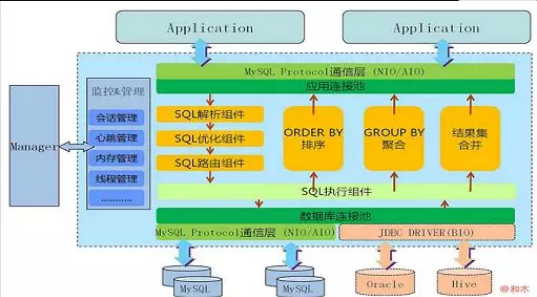 Application
Application
MySQL Protocol通信层 (NIO/AIO)
应用连接池
监控&管理
会话管理
心跳管理
内存管理
线程管理
...........
Manager
SQL解析组件
SQL优化组件
SQL路由组件
ORDER BY
排序
GROUP BY
聚合
结果集
合并
SQL执行组件
数据库连接池
MySQL Protocol通信层 (NIO/AIO)
JDBC DRIVER(BIO)
MySQL
MySQL
Oracle
Hive
@和木